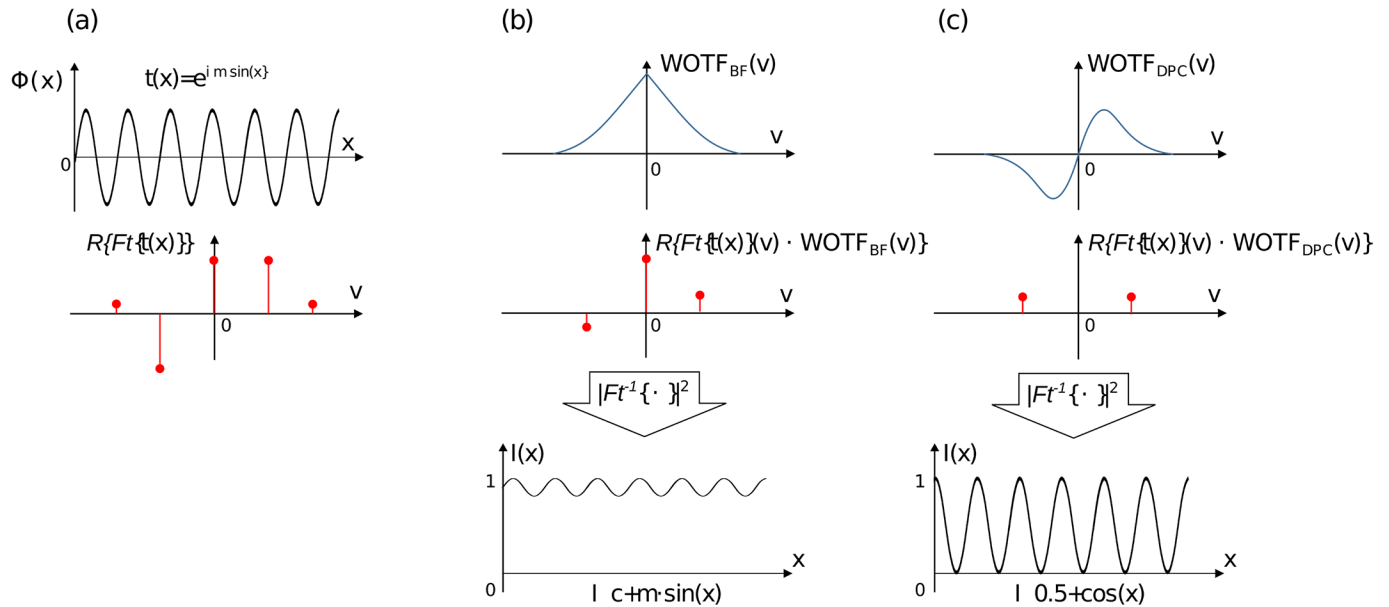 (a)
Φ(x)
t(x)=e^{i m sin(x}
x
0
R{Ft{t(x)}}
v
0
(b)
WOTF_BF(v)
v
0
R{Ft{t(x)}(v) · WOTF_BF(v)}
v
0
|Ft^-1{· }|^2
I(x)
1
x
0
I c+m·sin(x)
(c)
WOTF_DPC(v)
v
0
R{Ft{t(x)}(v) · WOTF_DPC(v)}
v
0
|Ft^-1{· }|^2
I(x)
1
x
0
I 0.5+cos(x)